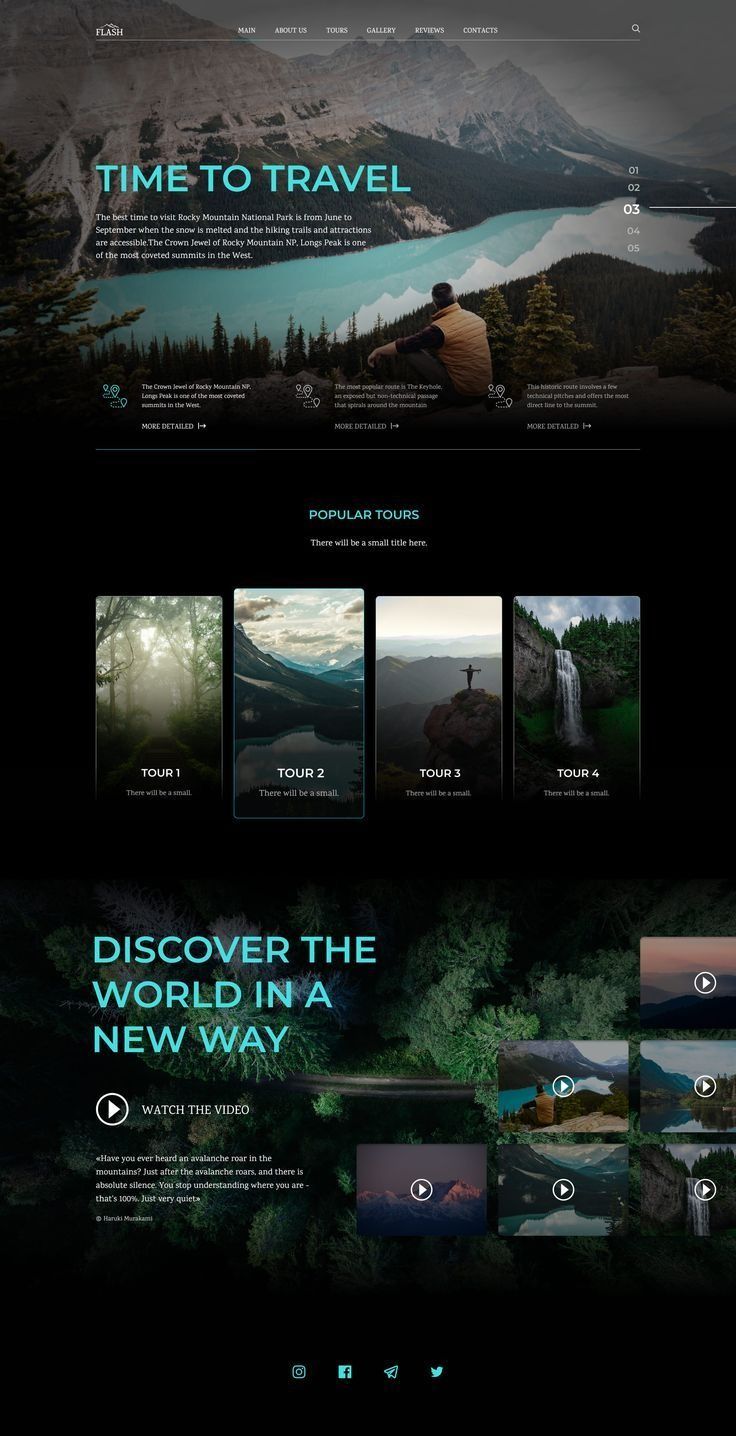 FLASH
MAIN ABOUT US TOURS GALLERY REVIEWS CONTACTS
TIME TO TRAVEL
The best time to visit Rocky Mountain National Park is from June to
September when the snow is melted and the hiking trails and attractions
are accessible.The Crown Jewel of Rocky Mountain NP, Longs Peak is one
of the most coveted summits in the West.
01
02
03
04
05
The Crown Jewel of Rocky Mountain NP,
Longs Peak is one of the most coveted
summits in the West.
MORE DETAILED
The most popular route is The Keyhole,
an exposed but non-technical passage
that spirals around the mountain
MORE DETAILED
This historic route involves a few
technical pitches and offers the most
direct line to the summit.
MORE DETAILED
POPULAR TOURS
There will be a small title here.
TOUR 1
There will be a small.
TOUR 2
There will be a small.
TOUR 3
There will be a small.
TOUR 4
There will be a small.
DISCOVER THE
WORLD IN A
NEW WAY
WATCH THE VIDEO
«Have you ever heard an avalanche roar in the
mountains? Just after the avalanche roars, and there is
absolute silence. You stop understanding where you are -
that's 100%. Just very quiet»
© Haruki Murakami